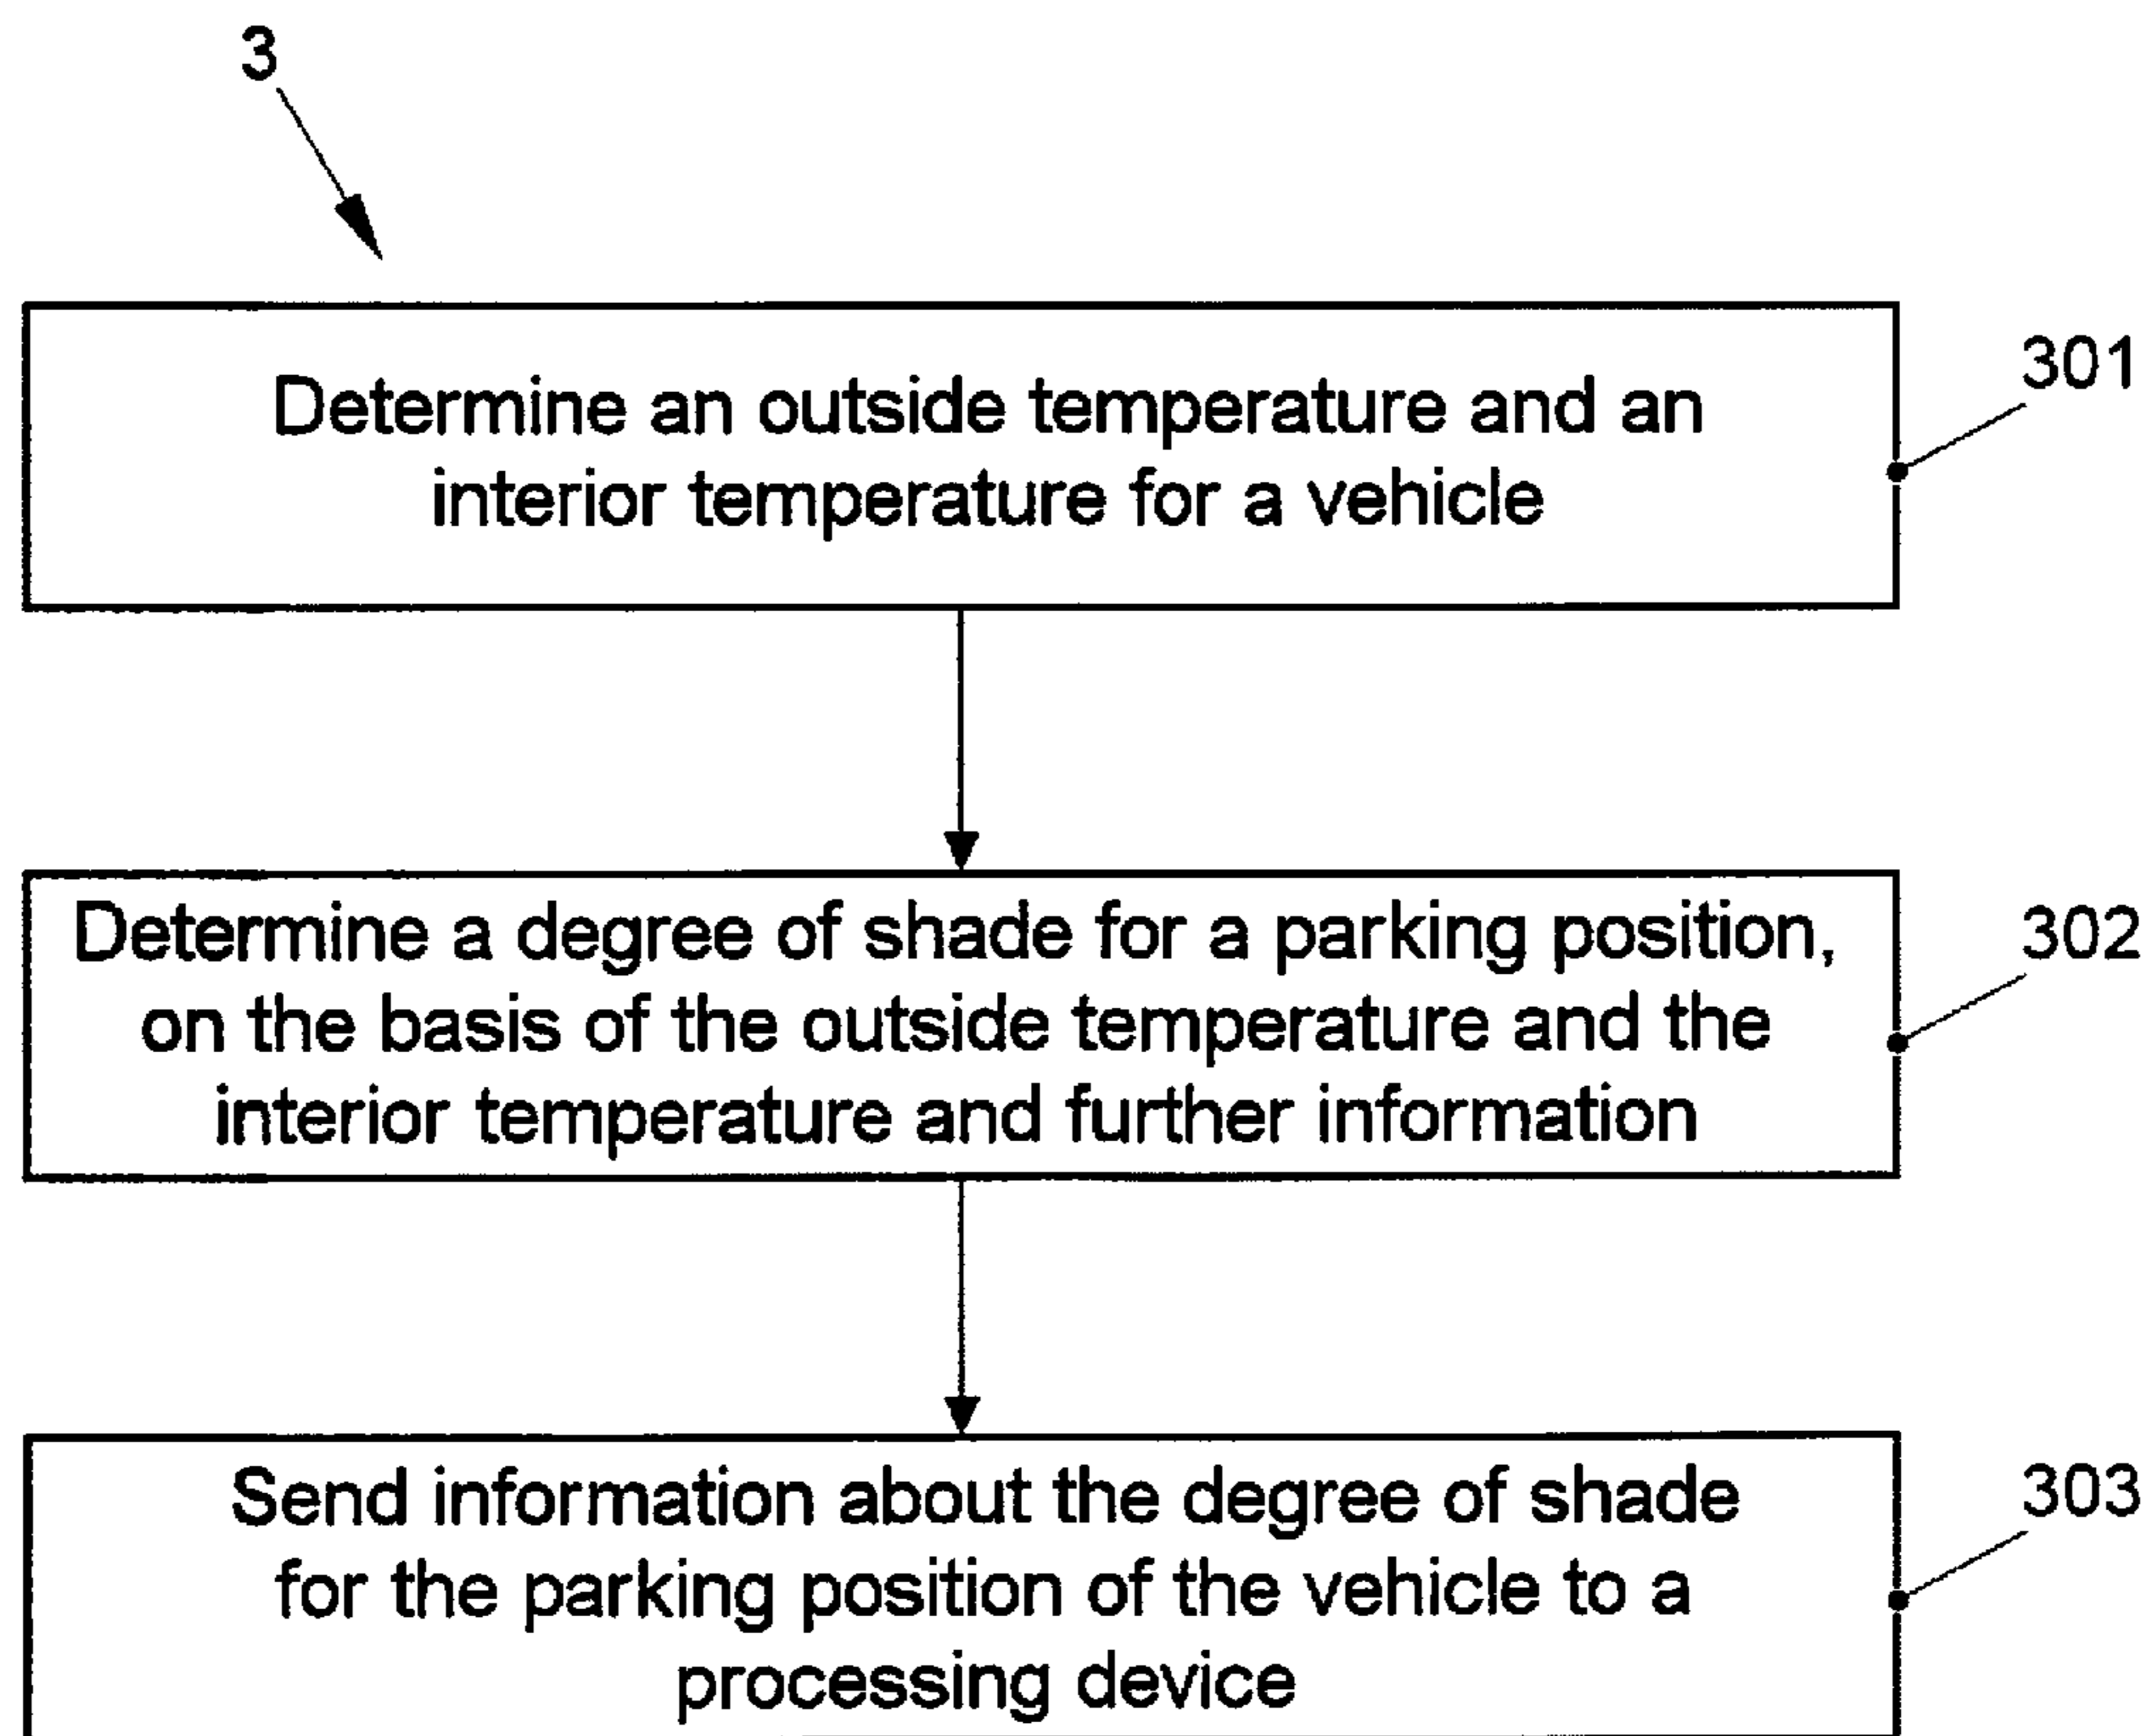 3
Determine an outside temperature and an
interior temperature for a vehicle
301
Determine a degree of shade for a parking position,
on the basis of the outside temperature and the
interior temperature and further information
302
Send information about the degree of shade
for the parking position of the vehicle to a
processing device
303